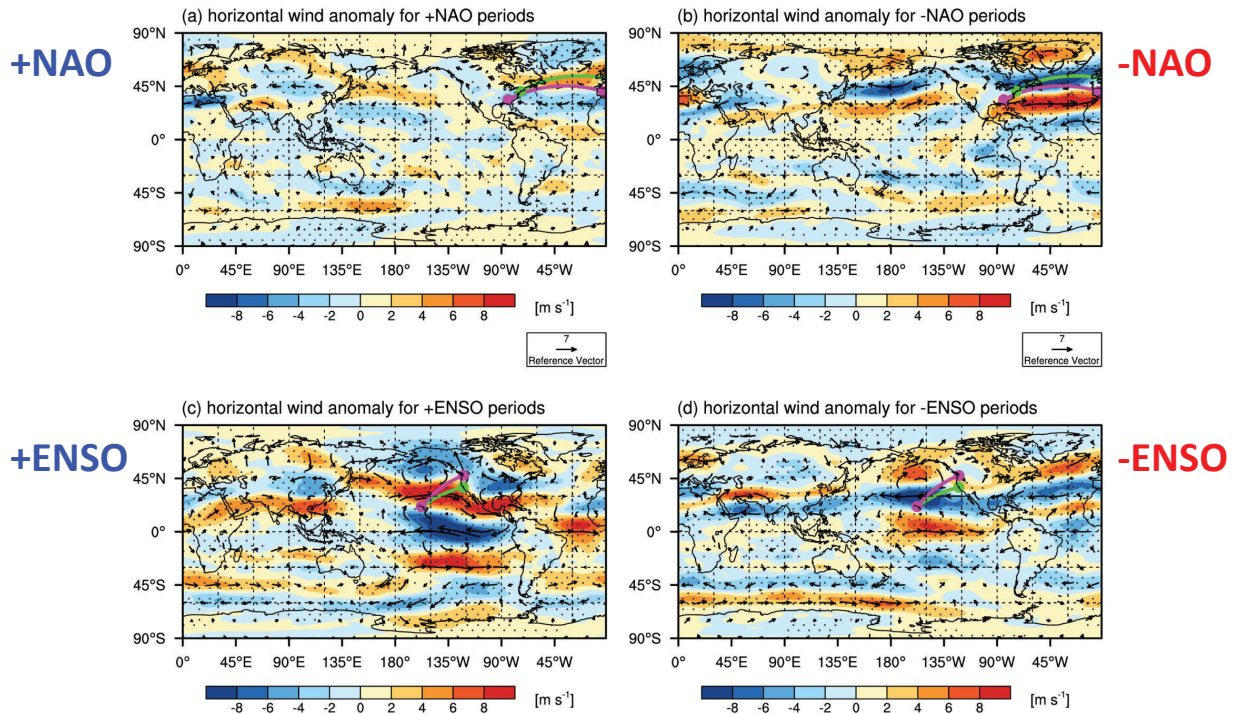 (a) horizontal wind anomaly for +NAO periods
(b) horizontal wind anomaly for -NAO periods
+NAO
-NAO
90°N
45°N
0°
45°S
90°S
0° 45°E 90°E 135°E 180° 135°W 90°W 45°W
-8 -6 -4 -2 0 2 4 6 8 [m s⁻¹]
7
Reference Vector
90°N
45°N
0°
45°S
90°S
0° 45°E 90°E 135°E 180° 135°W 90°W 45°W
-8 -6 -4 -2 0 2 4 6 8 [m s⁻¹]
7
Reference Vector
(c) horizontal wind anomaly for +ENSO periods
(d) horizontal wind anomaly for -ENSO periods
+ENSO
-ENSO
90°N
45°N
0°
45°S
90°S
0° 45°E 90°E 135°E 180° 135°W 90°W 45°W
-8 -6 -4 -2 0 2 4 6 8 [m s⁻¹]
90°N
45°N
0°
45°S
90°S
0° 45°E 90°E 135°E 180° 135°W 90°W 45°W
-8 -6 -4 -2 0 2 4 6 8 [m s⁻¹]